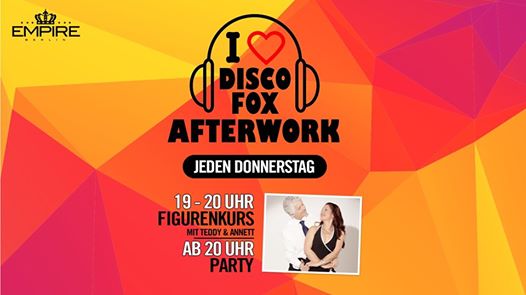 EMPIRE
BERLIN
I
DISCO
FOX
AFTERWORK
JEDEN DONNERSTAG
19 - 20 UHR
FIGURENKURS
MIT TEDDY & ANNETT
AB 20 UHR
PARTY